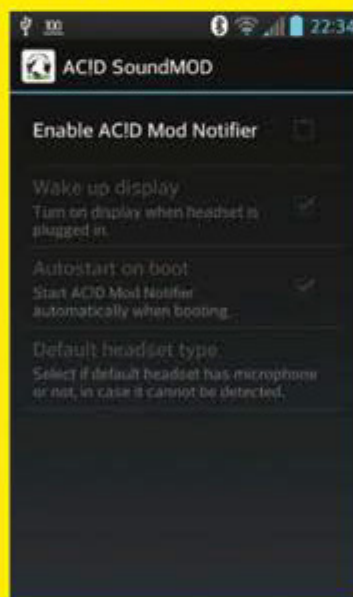 100 22:34
AC!D SoundMOD
Enable AC!D Mod Notifier
Wake up display
Turn on display when headset is
plugged in.
Autostart on boot
Start AC!D Mod Notifier
automatically when booting.
Default headset type
Select if default headset has microphone
or not, in case it cannot be detected.